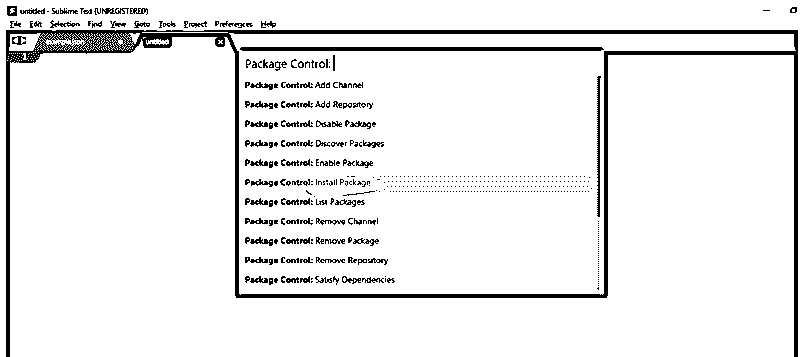 untitled - Sublime Text (UNREGISTERED)
File Edit Selection Find View Goto Tools Project Preferences Help
untitled
1
Package Control:
Package Control: Add Channel
Package Control: Add Repository
Package Control: Disable Package
Package Control: Discover Packages
Package Control: Enable Package
Package Control: Install Package
Package Control: List Packages
Package Control: Remove Channel
Package Control: Remove Package
Package Control: Remove Repository
Package Control: Satisfy Dependencies